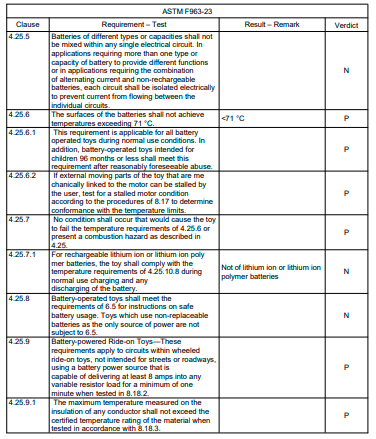 ASTM F963-23
Clause Requirement – Test Result – Remark Verdict
4.25.5 Batteries of different types or capacities shall not
be mixed within any single electrical circuit. In
applications requiring more than one type or
capacity of battery to provide different functions
or in applications requiring the combination
of alternating current and non-rechargeable
batteries, each circuit shall be isolated electrically
to prevent current from flowing between the
individual circuits.
N
4.25.6 The surfaces of the batteries shall not achieve
temperatures exceeding 71 °C.
<71 °C P
4.25.6.1 This requirement is applicable for all battery
operated toys during normal use conditions. In
addition, battery-operated toys intended for
children 96 months or less shall meet this
requirement after reasonably foreseeable abuse.
P
4.25.6.2 If external moving parts of the toy that are me
chanically linked to the motor can be stalled by
the user, test for a stalled motor condition
according to the procedures of 8.17 to determine
conformance with the temperature limits.
P
4.25.7 No condition shall occur that would cause the toy
to fail the temperature requirements of 4.25.6 or
present a combustion hazard as described in
4.25.
P
4.25.7.1 For rechargeable lithium ion or lithium ion poly
mer batteries, the toy shall comply with the
temperature requirements of 4.25.10.8 during
normal use charging and any
discharging of the battery.
Not of lithium ion or lithium ion
polymer batteries
N
4.25.8 Battery-operated toys shall meet the
requirements of 6.5 for instructions on safe
battery usage. Toys which use non-replaceable
batteries as the only source of power are not
subject to 6.5.
N
4.25.9 Battery-powered Ride-on Toys—These
requirements apply to circuits within wheeled
ride-on toys, not intended for streets or roadways,
using a battery power source that is
capable of delivering at least 8 amps into any
variable resistor load for a minimum of one
minute when tested in 8.18.2.
P
4.25.9.1 The maximum temperature measured on the
insulation of any conductor shall not exceed the
certified temperature rating of the material when
tested in accordance with 8.18.3.
P